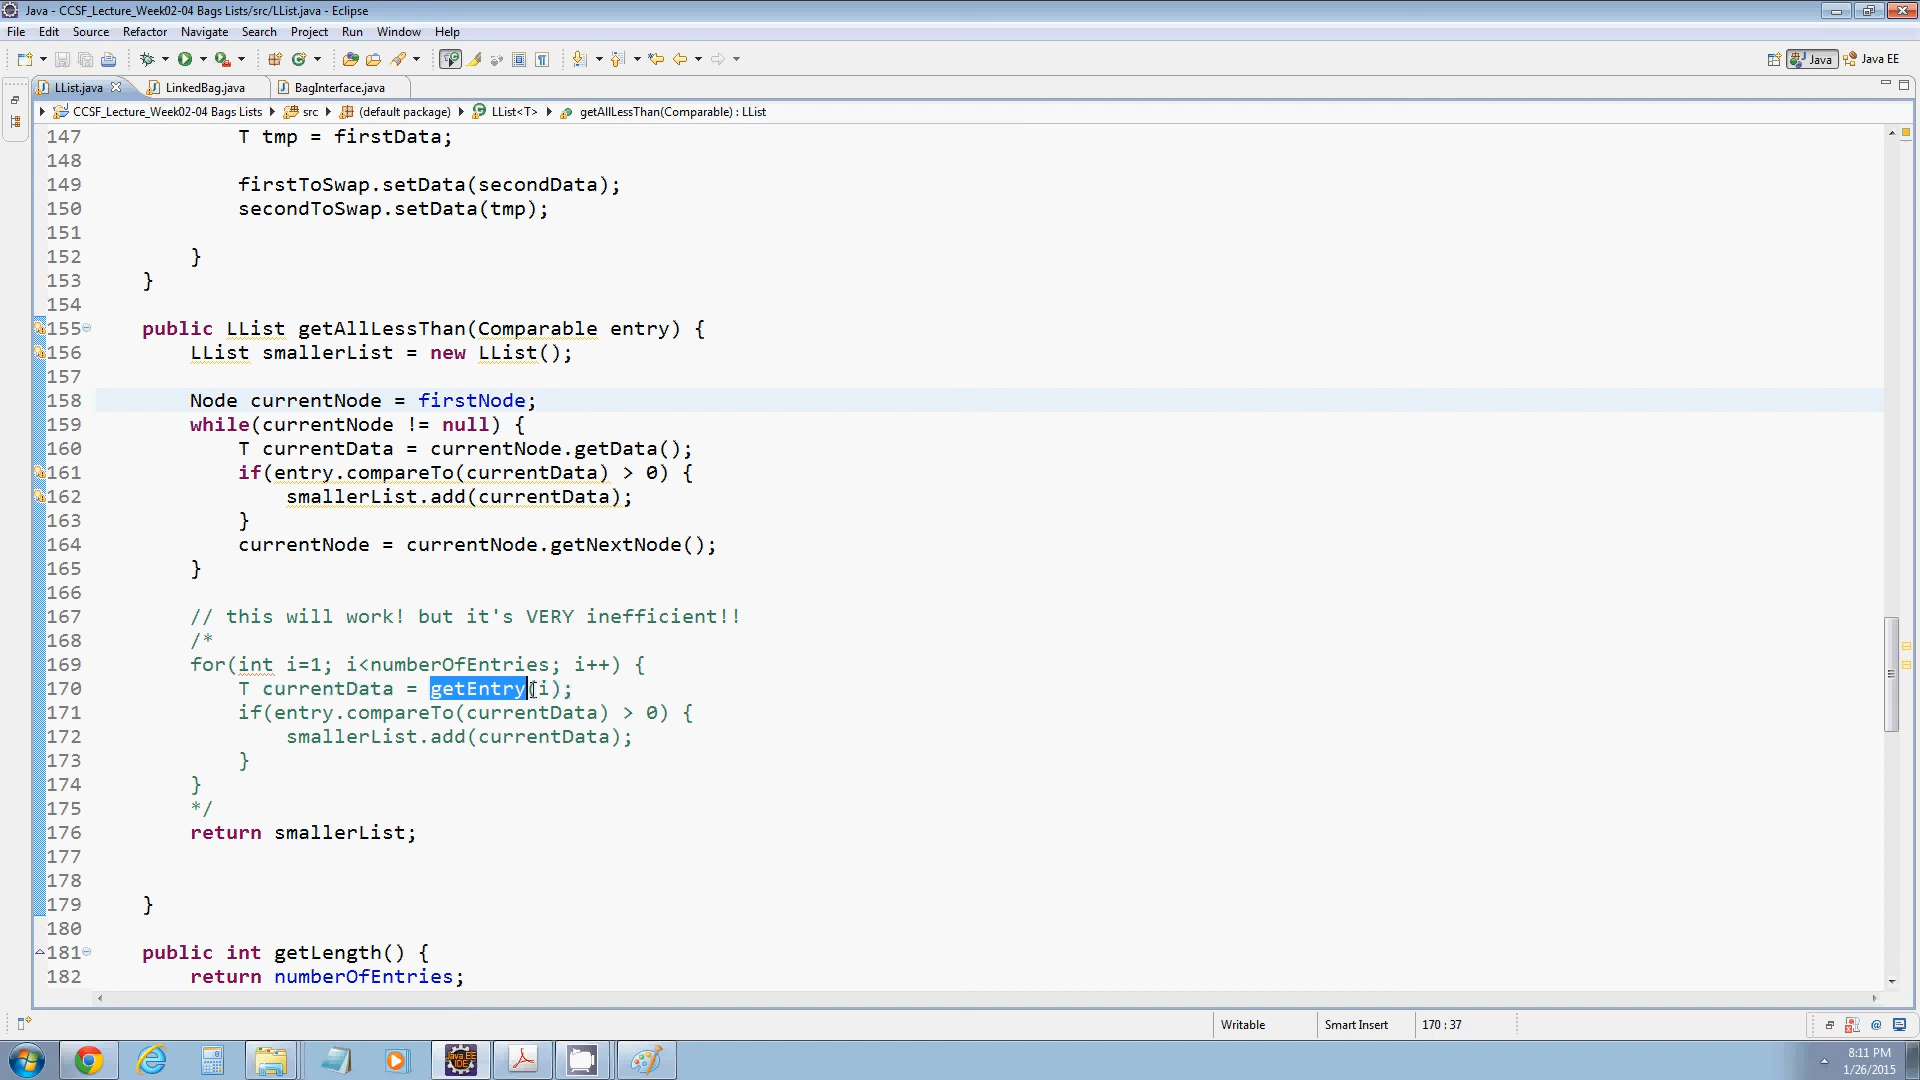 Java - CCSF_Lecture_Week02-04 Bags Lists/src/LList.java - Eclipse
File Edit Source Refactor Navigate Search Project Run Window Help
Java Java EE
LList.java LinkedBag.java BagInterface.java
CCSF_Lecture_Week02-04 Bags Lists src (default package) LList<T> getAllLessThan(Comparable) : LList
147 T tmp = firstData;
148
149 firstToSwap.setData(secondData);
150 secondToSwap.setData(tmp);
151
152 }
153 }
154
155 public LList getAllLessThan(Comparable entry) {
156 LList smallerList = new LList();
157
158 Node currentNode = firstNode;
159 while(currentNode != null) {
160 T currentData = currentNode.getData();
161 if(entry.compareTo(currentData) > 0) {
162 smallerList.add(currentData);
163 }
164 currentNode = currentNode.getNextNode();
165 }
166
167 // this will work! but it's VERY inefficient!!
168 /*
169 for(int i=1; i<numberOfEntries; i++) {
170 T currentData = getEntry(i);
171 if(entry.compareTo(currentData) > 0) {
172 smallerList.add(currentData);
173 }
174 }
175 */
176 return smallerList;
177
178
179 }
180
181 public int getLength() {
182 return numberOfEntries;
Writable Smart Insert 170 : 37
Java EE IDE
8:11 PM
1/26/2015